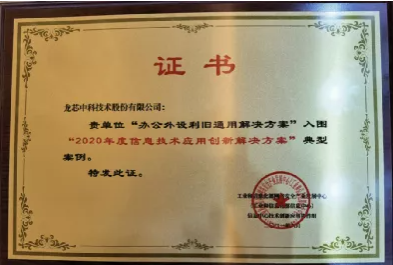 证书
龙芯中科技术股份有限公司：
贵单位“办公外设利旧通用解决方案”入围
“2020年度信息技术应用创新解决方案”典型
案例。
特发此证。